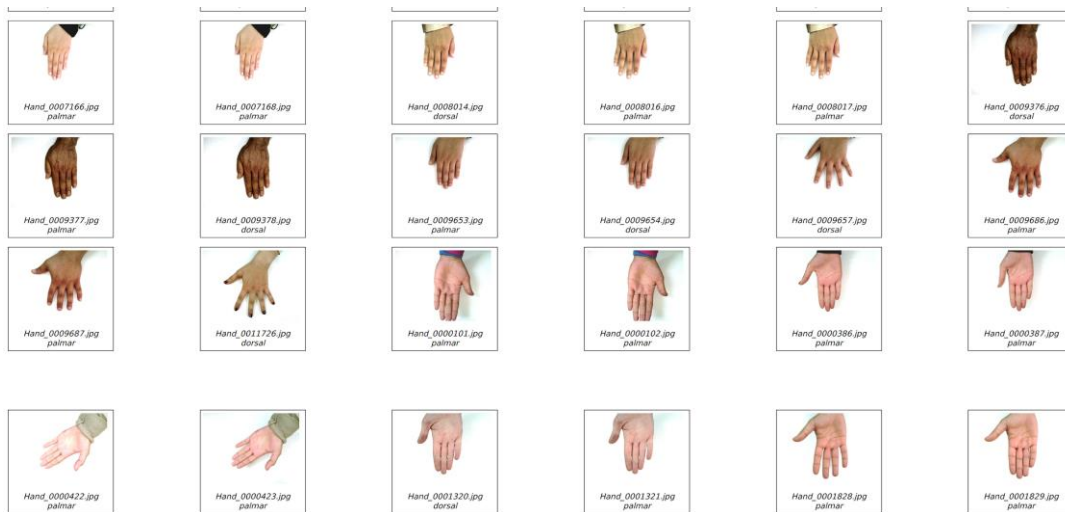 Hand_0007166.jpg
palmar
Hand_0007168.jpg
palmar
Hand_0008014.jpg
dorsal
Hand_0008016.jpg
palmar
Hand_0008017.jpg
palmar
Hand_0009376.jpg
dorsal
Hand_0009377.jpg
palmar
Hand_0009378.jpg
dorsal
Hand_0009653.jpg
palmar
Hand_0009654.jpg
dorsal
Hand_0009657.jpg
dorsal
Hand_0009686.jpg
palmar
Hand_0009687.jpg
palmar
Hand_0011726.jpg
dorsal
Hand_0000101.jpg
palmar
Hand_0000102.jpg
palmar
Hand_0000386.jpg
palmar
Hand_0000387.jpg
palmar
Hand_0000422.jpg
palmar
Hand_0000423.jpg
palmar
Hand_0001320.jpg
dorsal
Hand_0001321.jpg
palmar
Hand_0001828.jpg
palmar
Hand_0001829.jpg
palmar